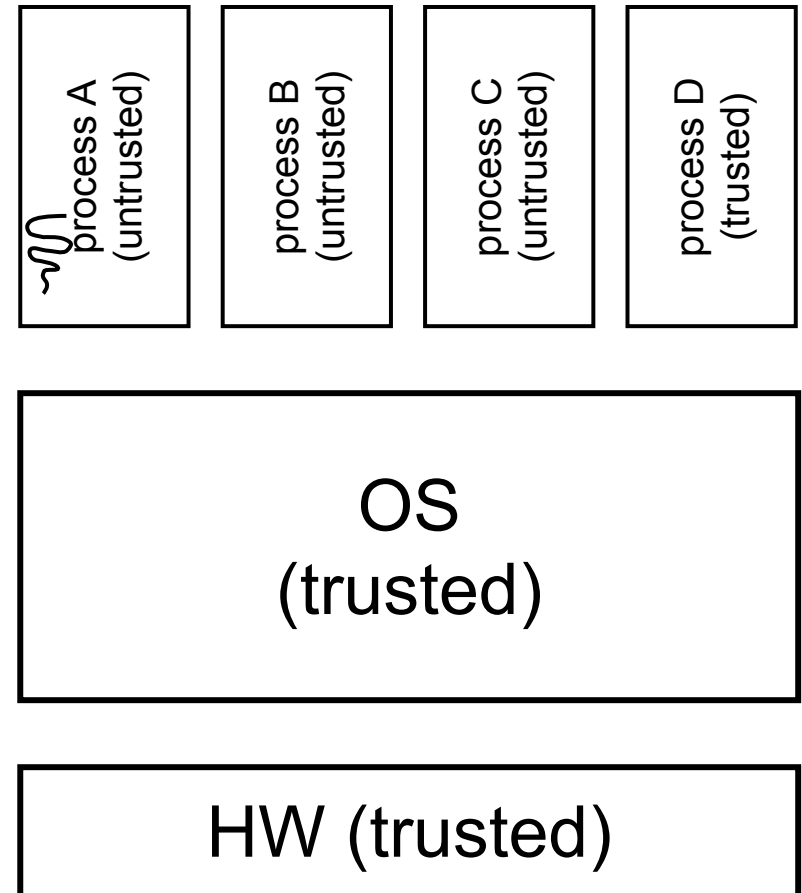 process A
(untrusted)
process B
(untrusted)
process C
(untrusted)
process D
(trusted)
OS
(trusted)
HW (trusted)